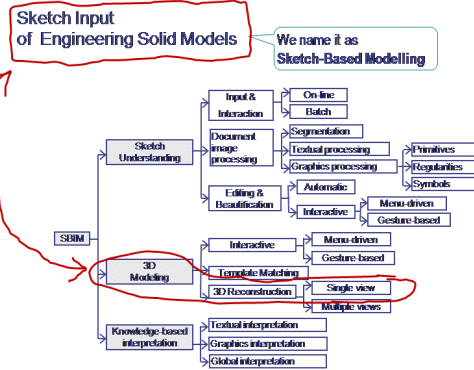 Sketch Input
of Engineering Solid Models
We name it as
Sketch-Based Modelling
Input &
Interaction
On-line
Batch
Sketch
Understanding
Document
image
processing
Segmentation
Textual processing
Graphics processing
Primitives
Regularities
Symbols
Editing &
Beautification
Automatic
Interactive
Menu-driven
Gesture-based
SBIM
3D
Modeling
Interactive
Menu-driven
Gesture-based
Template Matching
3D Reconstruction
Single view
Multiple views
Knowledge-based
interpretation
Textual interpretation
Graphics interpretation
Global interpretation